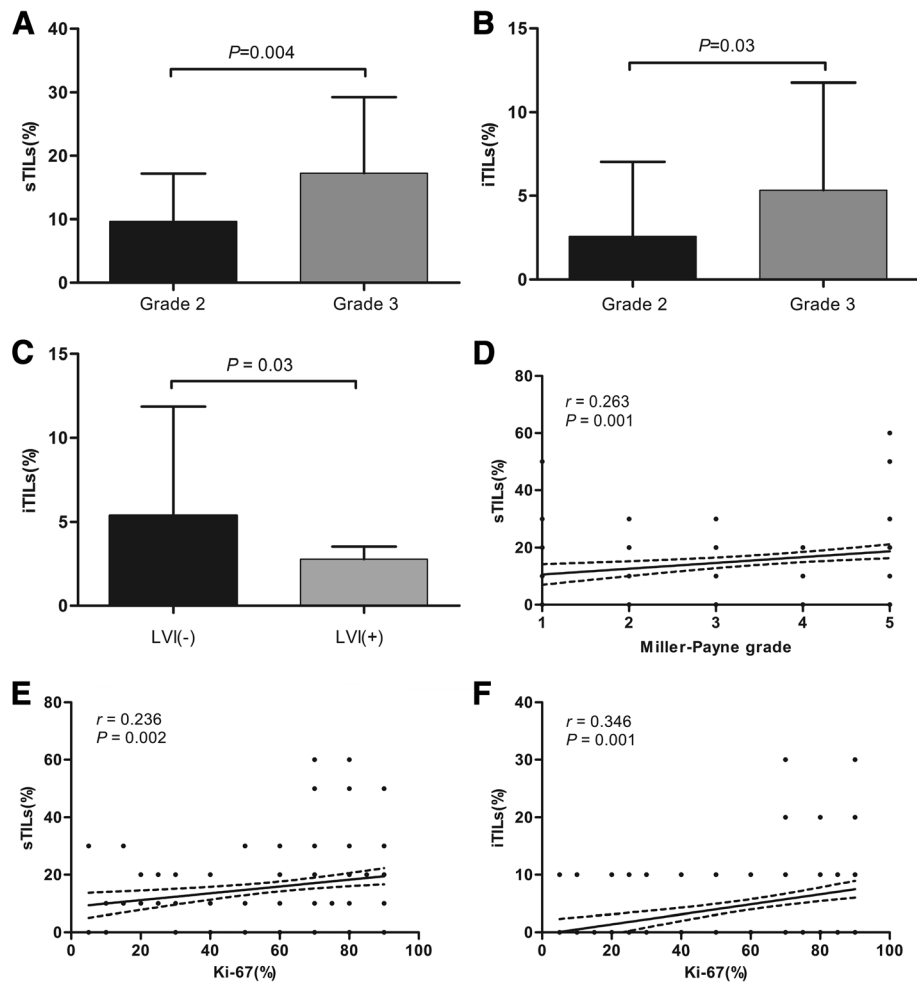 A
40
30
20
10
0
sTILs(%)
P=0.004
Grade 2
Grade 3
B
15
10
5
0
iTILs(%)
P=0.03
Grade 2
Grade 3
C
15
10
5
0
iTILs(%)
P = 0.03
LVI(-)
LVI(+)
D
80
60
40
20
0
sTILs(%)
r = 0.263
P = 0.001
1 2 3 4 5
Miller-Payne grade
E
80
60
40
20
0
sTILs(%)
r = 0.236
P = 0.002
0 20 40 60 80 100
Ki-67(%)
F
40
30
20
10
0
iTILs(%)
r = 0.346
P = 0.001
0 20 40 60 80 100
Ki-67(%)